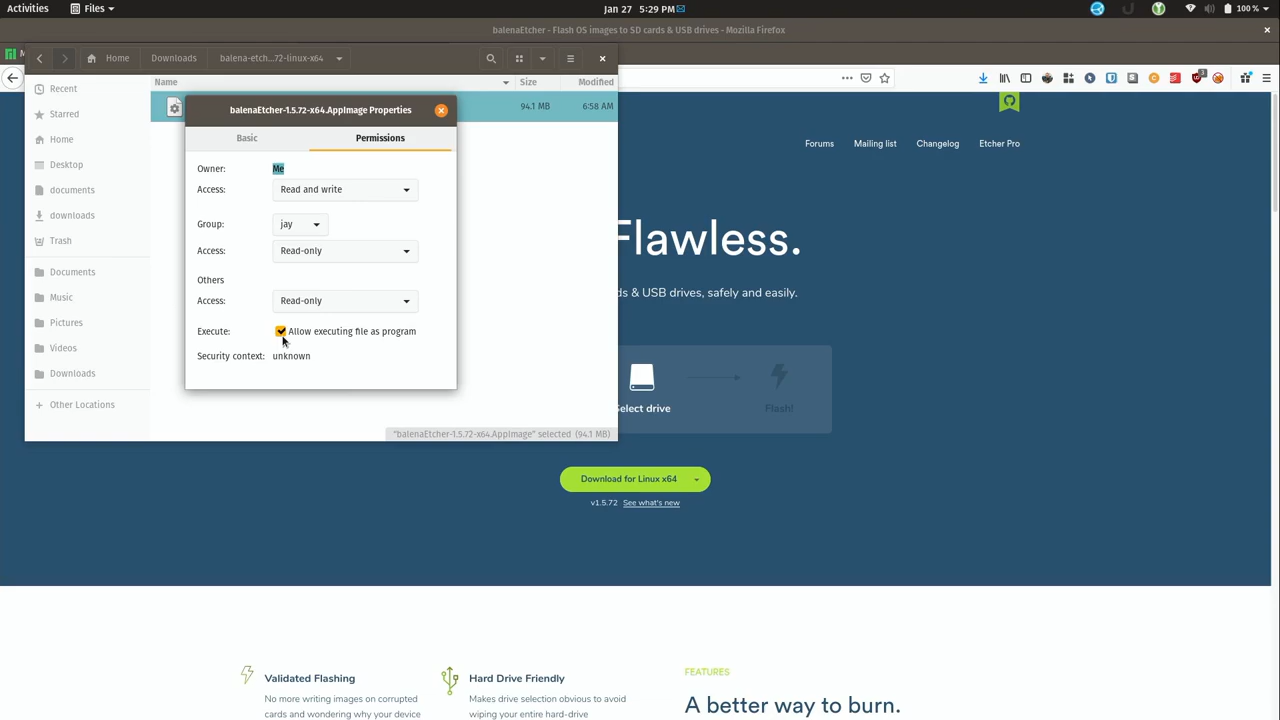 Activities
Files
Jan 27 5:29 PM
100 %
balenaEtcher - Flash OS images to SD cards & USB drives - Mozilla Firefox
Home
Downloads
balena-etch...72-linux-x64
Name
Size
Modified
94.1 MB
6:58 AM
Recent
Starred
Home
Desktop
documents
downloads
Trash
Documents
Music
Pictures
Videos
Downloads
Other Locations
balenaEtcher-1.5.72-x64.AppImage Properties
Basic
Permissions
Owner:
Me
Access:
Read and write
Group:
jay
Access:
Read-only
Others
Access:
Read-only
Execute:
Allow executing file as program
Security context:
unknown
"balenaEtcher-1.5.72-x64.AppImage" selected (94.1 MB)
Forums
Mailing list
Changelog
Etcher Pro
Flawless.
& USB drives, safely and easily.
Select drive
Flash!
Download for Linux x64
v1.5.72
See what's new
Validated Flashing
No more writing images on corrupted
cards and wondering why your device
Hard Drive Friendly
Makes drive selection obvious to avoid
wiping your entire hard-drive
FEATURES
A better way to burn.